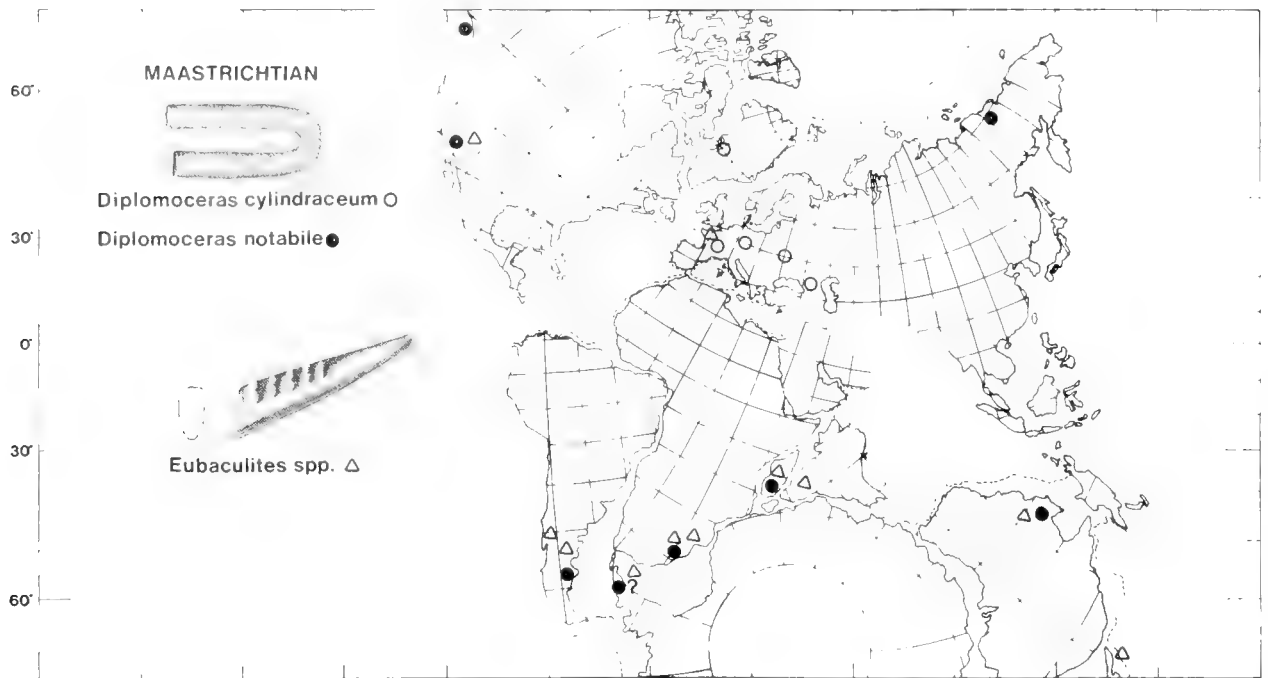 MAASTRICHTIAN
60°
Diplomoceras cylindraceum ○
Diplomoceras notabile ●
30°
0°
30°
Eubaculites spp. △
?
60°